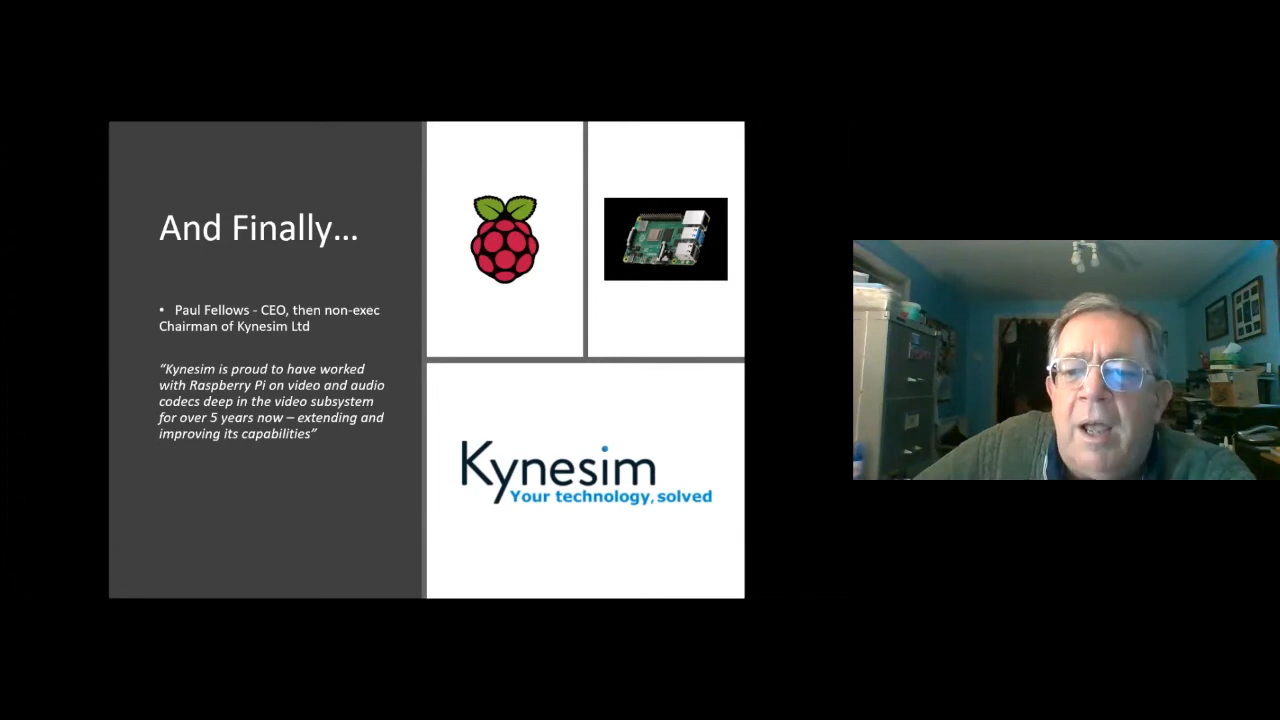 And Finally...
• Paul Fellows - CEO, then non-exec
Chairman of Kynesim Ltd
“Kynesim is proud to have worked
with Raspberry Pi on video and audio
codecs deep in the video subsystem
for over 5 years now – extending and
improving its capabilities”
Kynesim
Your technology, solved